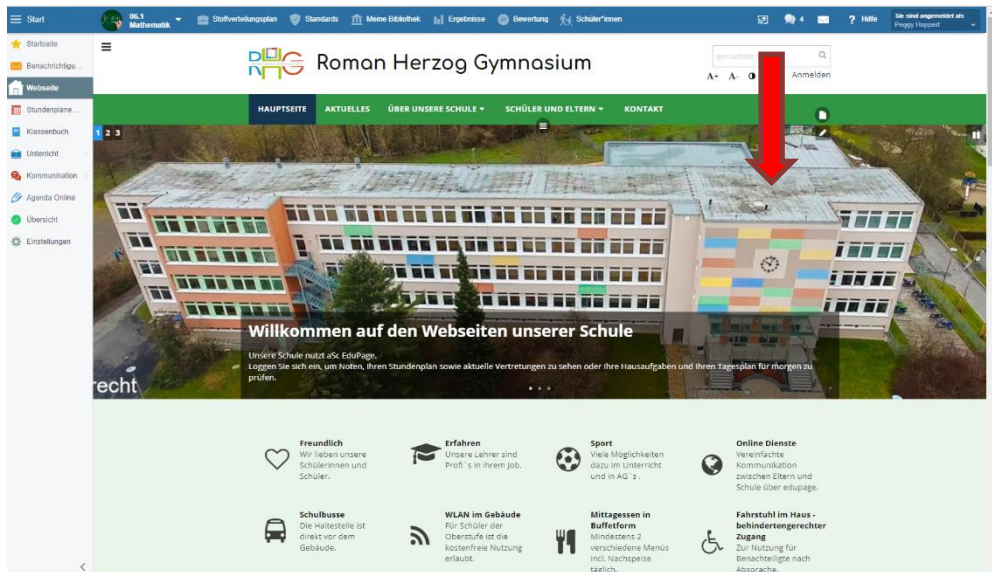 Start
06.1
Mathematik
Stoffverteilungsplan
Standards
Meine Bibliothek
Ergebnisse
Bewertung
Schüler*innen
4
? Hilfe
Sie sind angemeldet als
Peggy Hoppert
Startseite
Benachrichtigu...
Webseite
Stundenpläne ...
Klassenbuch
Unterricht
Kommunikation
Agenda Online
Übersicht
Einstellungen
RHG
Roman Herzog Gymnasium
A+ A-
Anmelden
HAUPTSEITE AKTUELLES ÜBER UNSERE SCHULE SCHÜLER UND ELTERN KONTAKT
1 2 3
Willkommen auf den Webseiten unserer Schule
Unsere Schule nutzt aSc EduPage.
Loggen Sie sich ein, um Noten, Ihren Stundenplan sowie aktuelle Vertretungen zu sehen oder Ihre Hausaufgaben und Ihren Tagesplan für morgen zu
prüfen.
recht
Freundlich
Wir lieben unsere
Schülerinnen und
Schüler.
Erfahren
Unsere Lehrer sind
Profi`s in ihrem Job.
Sport
Viele Möglichkeiten
dazu im Unterricht
und in AG`s .
Online Dienste
Vereinfachte
Kommunikation
zwischen Eltern und
Schule über edupage.
Schulbusse
Die Haltestelle ist
direkt vor dem
Gebäude.
WLAN im Gebäude
Für Schüler der
Oberstufe ist die
kostenfreie Nutzung
erlaubt.
Mittagessen in
Buffetform
Mindestens 2
verschiedene Menüs
incl. Nachspeise
täglich.
Fahrstuhl im Haus -
behindertengerechter
Zugang
Zur Nutzung für
Benachteiligte nach
Absprache.